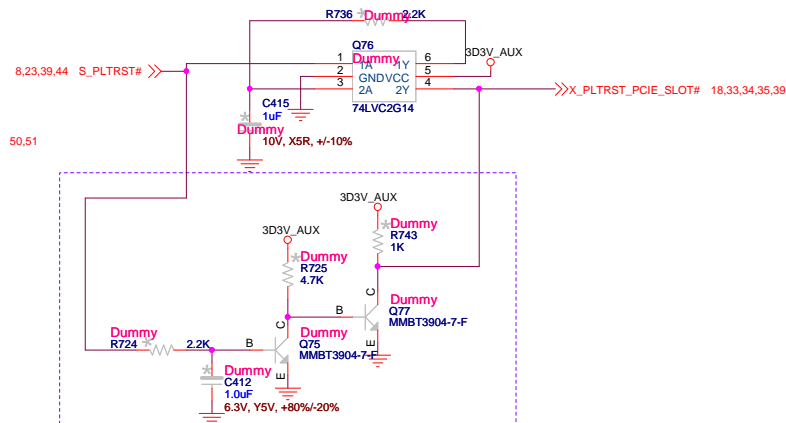 R736 Dummy 2.2K
Q76
Dummy
3D3V_AUX
8,23,39,44 S_PLTRST#
1 1A 1Y 6
2 GND VCC 5
3 2A 2Y 4
X_PLTRST_PCIE_SLOT# 18,33,34,35,39
74LVC2G14
C415
1uF
Dummy
10V, X5R, +/-10%
50,51
3D3V_AUX
Dummy
R743
1K
3D3V_AUX
Dummy
R725
4.7K
C
B
E
Dummy
Q77
MMBT3904-7-F
Dummy
R724 2.2K
C
B
E
Dummy
Q75
MMBT3904-7-F
Dummy
C412
1.0uF
6.3V, Y5V, +80%/-20%